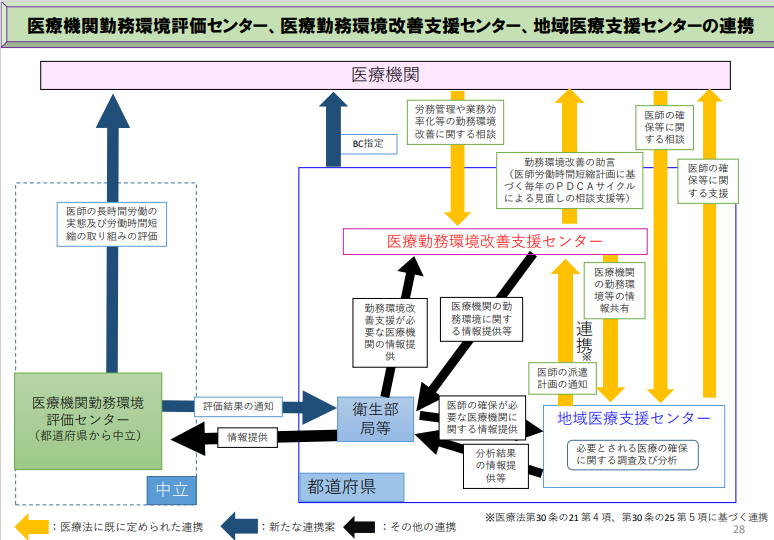 医療機関勤務環境評価センター、医療勤務環境改善支援センター、地域医療支援センターの連携
医療機関
労務管理や業務効
率化等の勤務環境
改善に関する相談
医師の確
保等に関
する相談
BC指定
勤務環境改善の助言
（医師労働時間短縮計画に基
づく毎年のＰＤＣＡサイクル
による見直しの相談支援等）
医師の確
保等に関
する支援
医師の長時間労働の
実態及び労働時間短
縮の取り組みの評価
医療勤務環境改善支援センター
医療機関
の勤務環
境等の情
報共有
勤務環境改
善支援が必
要な医療機
関の情報提
供
医療機関の勤
務環境に関す
る情報提供等
連携※
医師の派遣
計画の通知
医療機関勤務環境
評価センター
（都道府県から中立）
評価結果の通知
衛生部
局等
医師の確保が必
要な医療機関に
関する情報提供
地域医療支援センター
情報提供
分析結果
の情報提
供等
必要とされる医療の確保
に関する調査及び分析
中立
都道府県
：医療法に既に定められた連携
：新たな連携案
：その他の連携
※医療法第30条の21第４項、第30条の25第５項に基づく連携
28